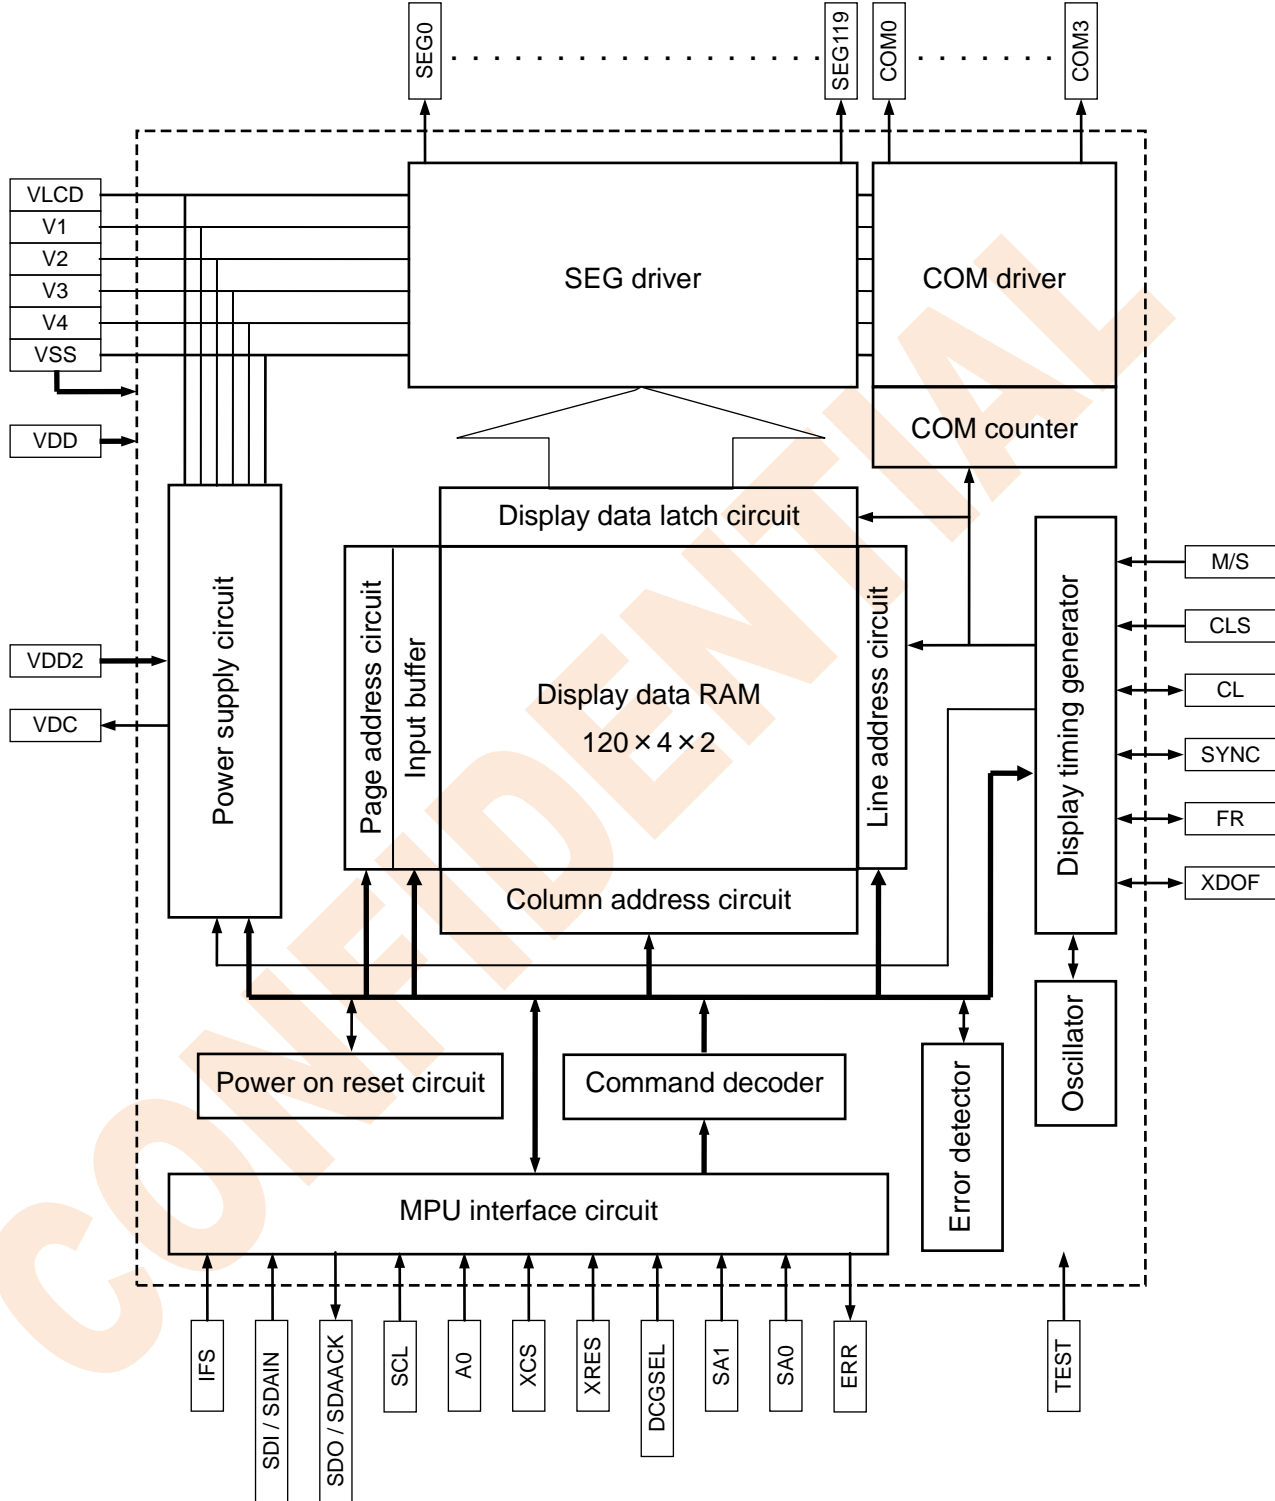 SEG0
SEG119
COM0
COM3
VLCD
V1
V2
V3
V4
VSS
VDD
VDD2
VDC
SEG driver
COM driver
COM counter
Display data latch circuit
Power supply circuit
Page address circuit
Input buffer
Display data RAM
120×4×2
Line address circuit
Column address circuit
Display timing generator
M/S
CLS
CL
SYNC
FR
XDOF
Power on reset circuit
Command decoder
Error detector
Oscillator
MPU interface circuit
IFS
SDI / SDAIN
SDO / SDAACK
SCL
A0
XCS
XRES
DCGSEL
SA1
SA0
ERR
TEST
CONFIDENTIAL